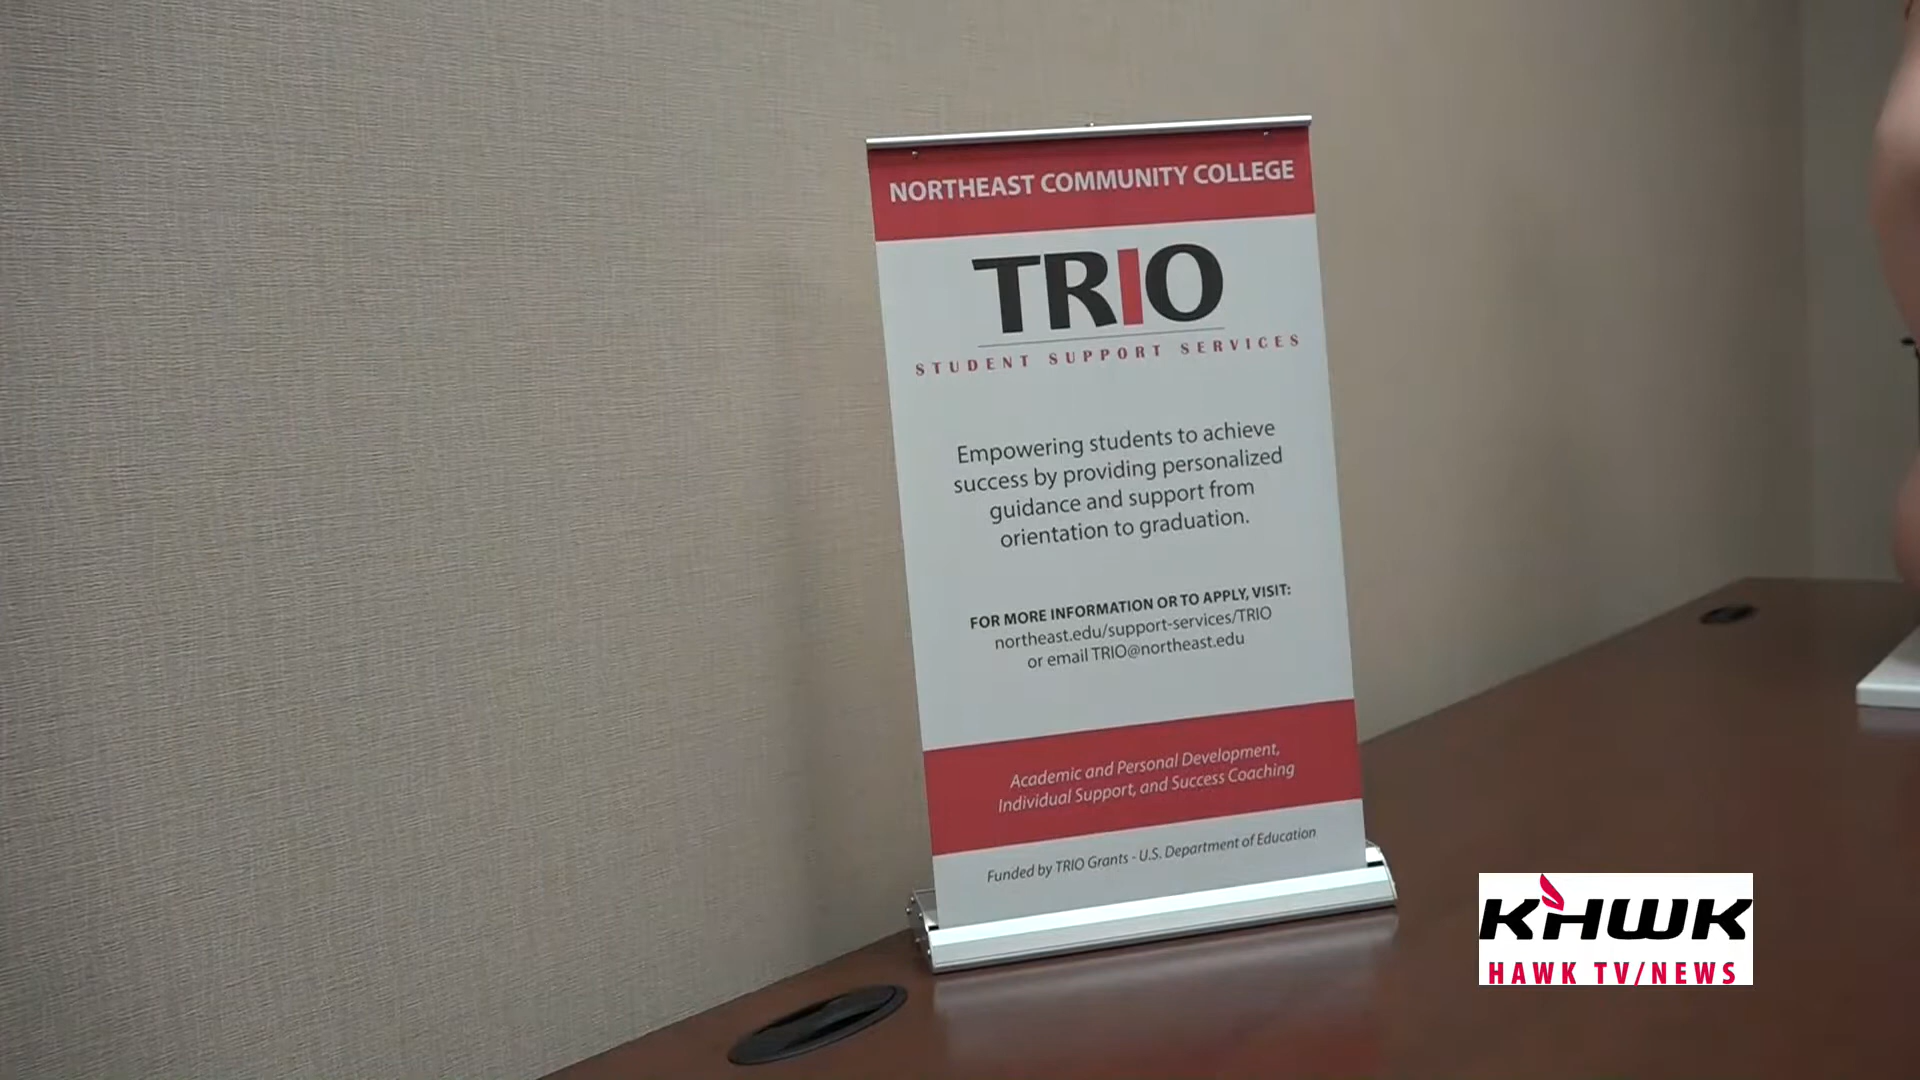 NORTHEAST COMMUNITY COLLEGE
TRIO
STUDENT SUPPORT SERVICES
Empowering students to achieve
success by providing personalized
guidance and support from
orientation to graduation.
FOR MORE INFORMATION OR TO APPLY, VISIT:
northeast.edu/support-services/TRIO
or email TRIO@northeast.edu
Academic and Personal Development,
Individual Support, and Success Coaching
Funded by TRIO Grants - U.S. Department of Education
KHWK
HAWK TV/NEWS